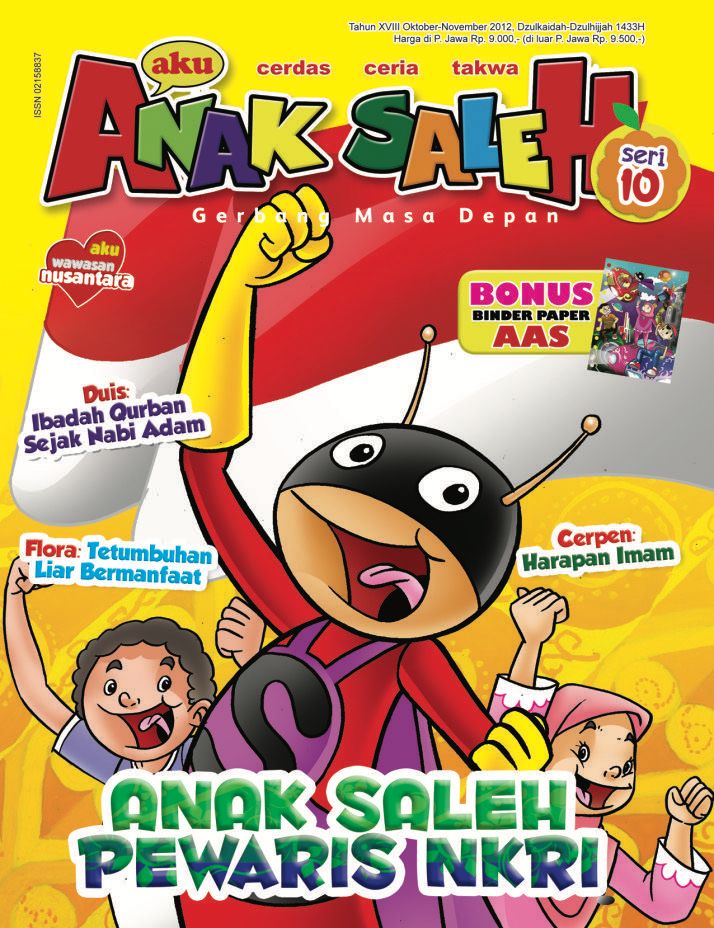 Tahun XVIII Oktober-November 2012, Dzulkaidah-Dzulhijjah 1433H
Harga di P. Jawa Rp. 9.000,- (di luar P. Jawa Rp. 9.500,-)
ISSN 02158837
aku
cerdas ceria takwa
ANAK SALEH
seri
10
Gerbang Masa Depan
aku
wawasan
nusantara
BONUS
BINDER PAPER
AAS
Duis:
Ibadah Qurban
Sejak Nabi Adam
Flora: Tetumbuhan
Liar Bermanfaat
Cerpen:
Harapan Imam
S
ANAK SALEH
PEWARIS NKRI